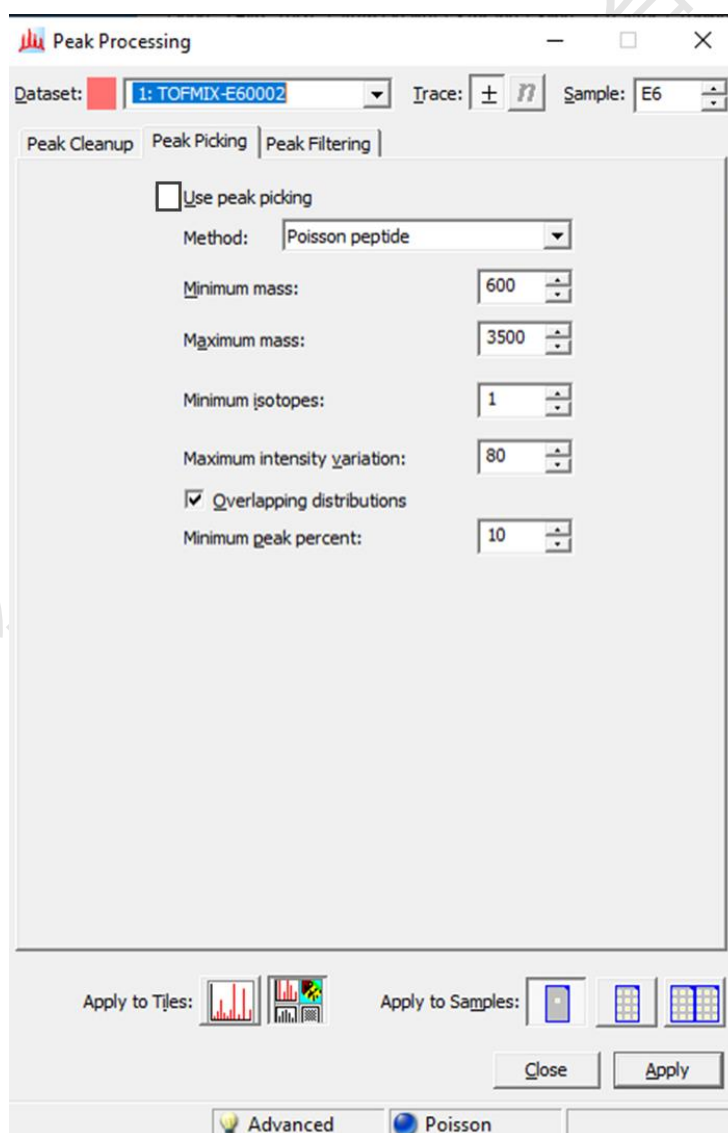 Peak Processing
Dataset: 1: TOFMIX-E60002 Trace: ± n Sample: E6
Peak Cleanup Peak Picking Peak Filtering
Use peak picking
Method: Poisson peptide
Minimum mass: 600
Maximum mass: 3500
Minimum isotopes: 1
Maximum intensity variation: 80
Overlapping distributions
Minimum peak percent: 10
Apply to Tiles: Apply to Samples:
Close Apply
Advanced Poisson